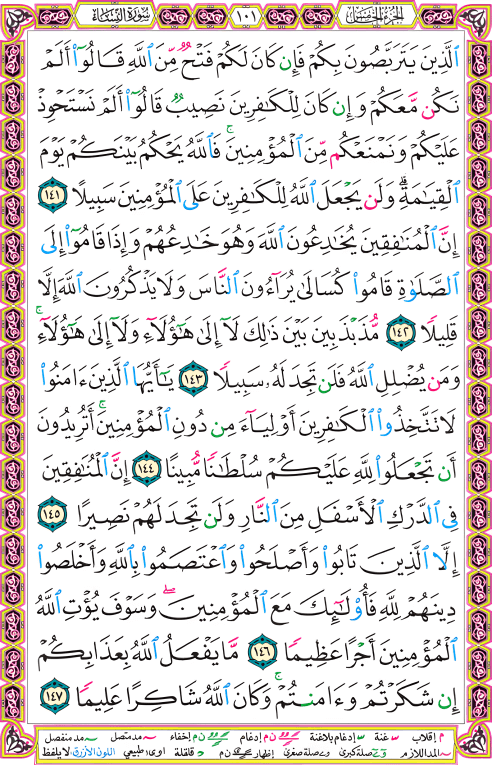 الجزء الخامس ١٠١ سورة النساء
ٱلَّذِينَ يَتَرَبَّصُونَ بِكُمْ فَإِن كَانَ لَكُمْ فَتْحٌ مِّنَ ٱللَّهِ قَالُوٓا۟ أَلَمْ
نَكُن مَّعَكُمْ وَإِن كَانَ لِلْكَـٰفِرِينَ نَصِيبٌ قَالُوٓا۟ أَلَمْ نَسْتَحْوِذْ
عَلَيْكُمْ وَنَمْنَعْكُم مِّنَ ٱلْمُؤْمِنِينَ ۚ فَٱللَّهُ يَحْكُمُ بَيْنَكُمْ يَوْمَ
ٱلْقِيَـٰمَةِ ۗ وَلَن يَجْعَلَ ٱللَّهُ لِلْكَـٰفِرِينَ عَلَى ٱلْمُؤْمِنِينَ سَبِيلًا ١٤١
إِنَّ ٱلْمُنَـٰفِقِينَ يُخَـٰدِعُونَ ٱللَّهَ وَهُوَ خَـٰدِعُهُمْ وَإِذَا قَامُوٓا۟ إِلَى
ٱلصَّلَوٰةِ قَامُوا۟ كُسَالَىٰ يُرَآءُونَ ٱلنَّاسَ وَلَا يَذْكُرُونَ ٱللَّهَ إِلَّا
قَلِيلًا ١٤٢ مُّذَبْذَبِينَ بَيْنَ ذَٰلِكَ لَآ إِلَىٰ هَـٰٓؤُلَآءِ وَلَآ إِلَىٰ هَـٰٓؤُلَآءِ ۚ
وَمَن يُضْلِلِ ٱللَّهُ فَلَن تَجِدَ لَهُۥ سَبِيلًا ١٤٣ يَـٰٓأَيُّهَا ٱلَّذِينَ ءَامَنُوا۟
لَا تَتَّخِذُوا۟ ٱلْكَـٰفِرِينَ أَوْلِيَآءَ مِن دُونِ ٱلْمُؤْمِنِينَ ۚ أَتُرِيدُونَ
أَن تَجْعَلُوا۟ لِلَّهِ عَلَيْكُمْ سُلْطَـٰنًا مُّبِينًا ١٤٤ إِنَّ ٱلْمُنَـٰفِقِينَ
فِى ٱلدَّرْكِ ٱلْأَسْفَلِ مِنَ ٱلنَّارِ وَلَن تَجِدَ لَهُمْ نَصِيرًا ١٤٥
إِلَّا ٱلَّذِينَ تَابُوا۟ وَأَصْلَحُوا۟ وَٱعْتَصَمُوا۟ بِٱللَّهِ وَأَخْلَصُوا۟
دِينَهُمْ لِلَّهِ فَأُو۟لَـٰٓئِكَ مَعَ ٱلْمُؤْمِنِينَ ۖ وَسَوْفَ يُؤْتِ ٱللَّهُ
ٱلْمُؤْمِنِينَ أَجْرًا عَظِيمًا ١٤٦ مَّا يَفْعَلُ ٱللَّهُ بِعَذَابِكُمْ
إِن شَكَرْتُمْ وَءَامَنتُمْ ۚ وَكَانَ ٱللَّهُ شَاكِرًا عَلِيمًا ١٤٧
م إقلاب غنة إدغام بلاغنة ن م إدغام ن م إخفاء مد متصل مد منفصل
المد اللازم صلة كبرى صلة صغرى إظهار ن م قلقلة اوى طبيعي اللون الأزرق لا يلفظ